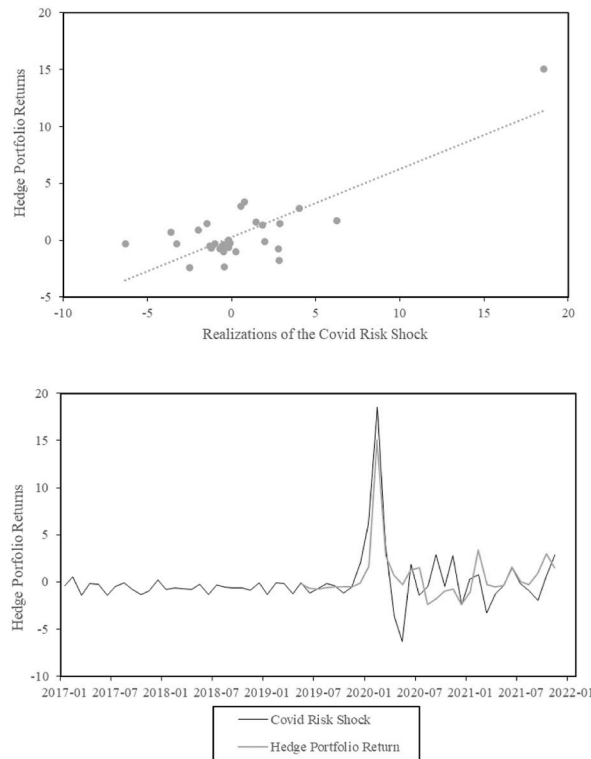 20
15
10
5
0
-5
Hedge Portfolio Returns
-10 -5 0 5 10 15 20
Realizations of the Covid Risk Shock
20
15
10
5
0
-5
-10
Hedge Portfolio Returns
2017-01 2017-07 2018-01 2018-07 2019-01 2019-07 2020-01 2020-07 2021-01 2021-07 2022-01
Covid Risk Shock
Hedge Portfolio Return